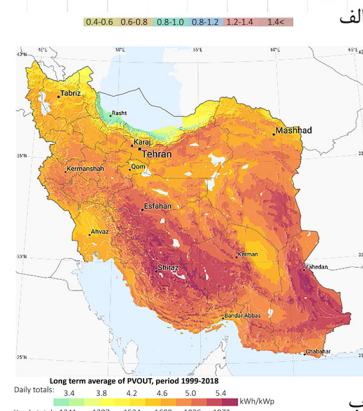 الف
0.4-0.6 0.6-0.8 0.8-1.0 0.8-1.2 1.2-1.4 1.4<
Tabriz
Rasht
Mashhad
Karaj
Tehran
Qom
Kermanshah
Esfahan
Ahvaz
Kerman
Shiraz
Zahedan
Bandar Abbas
Chabahar
Long term average of PVOUT, period 1999-2018
Daily totals: 3.4 3.8 4.2 4.6 5.0 5.4 kWh/kWp